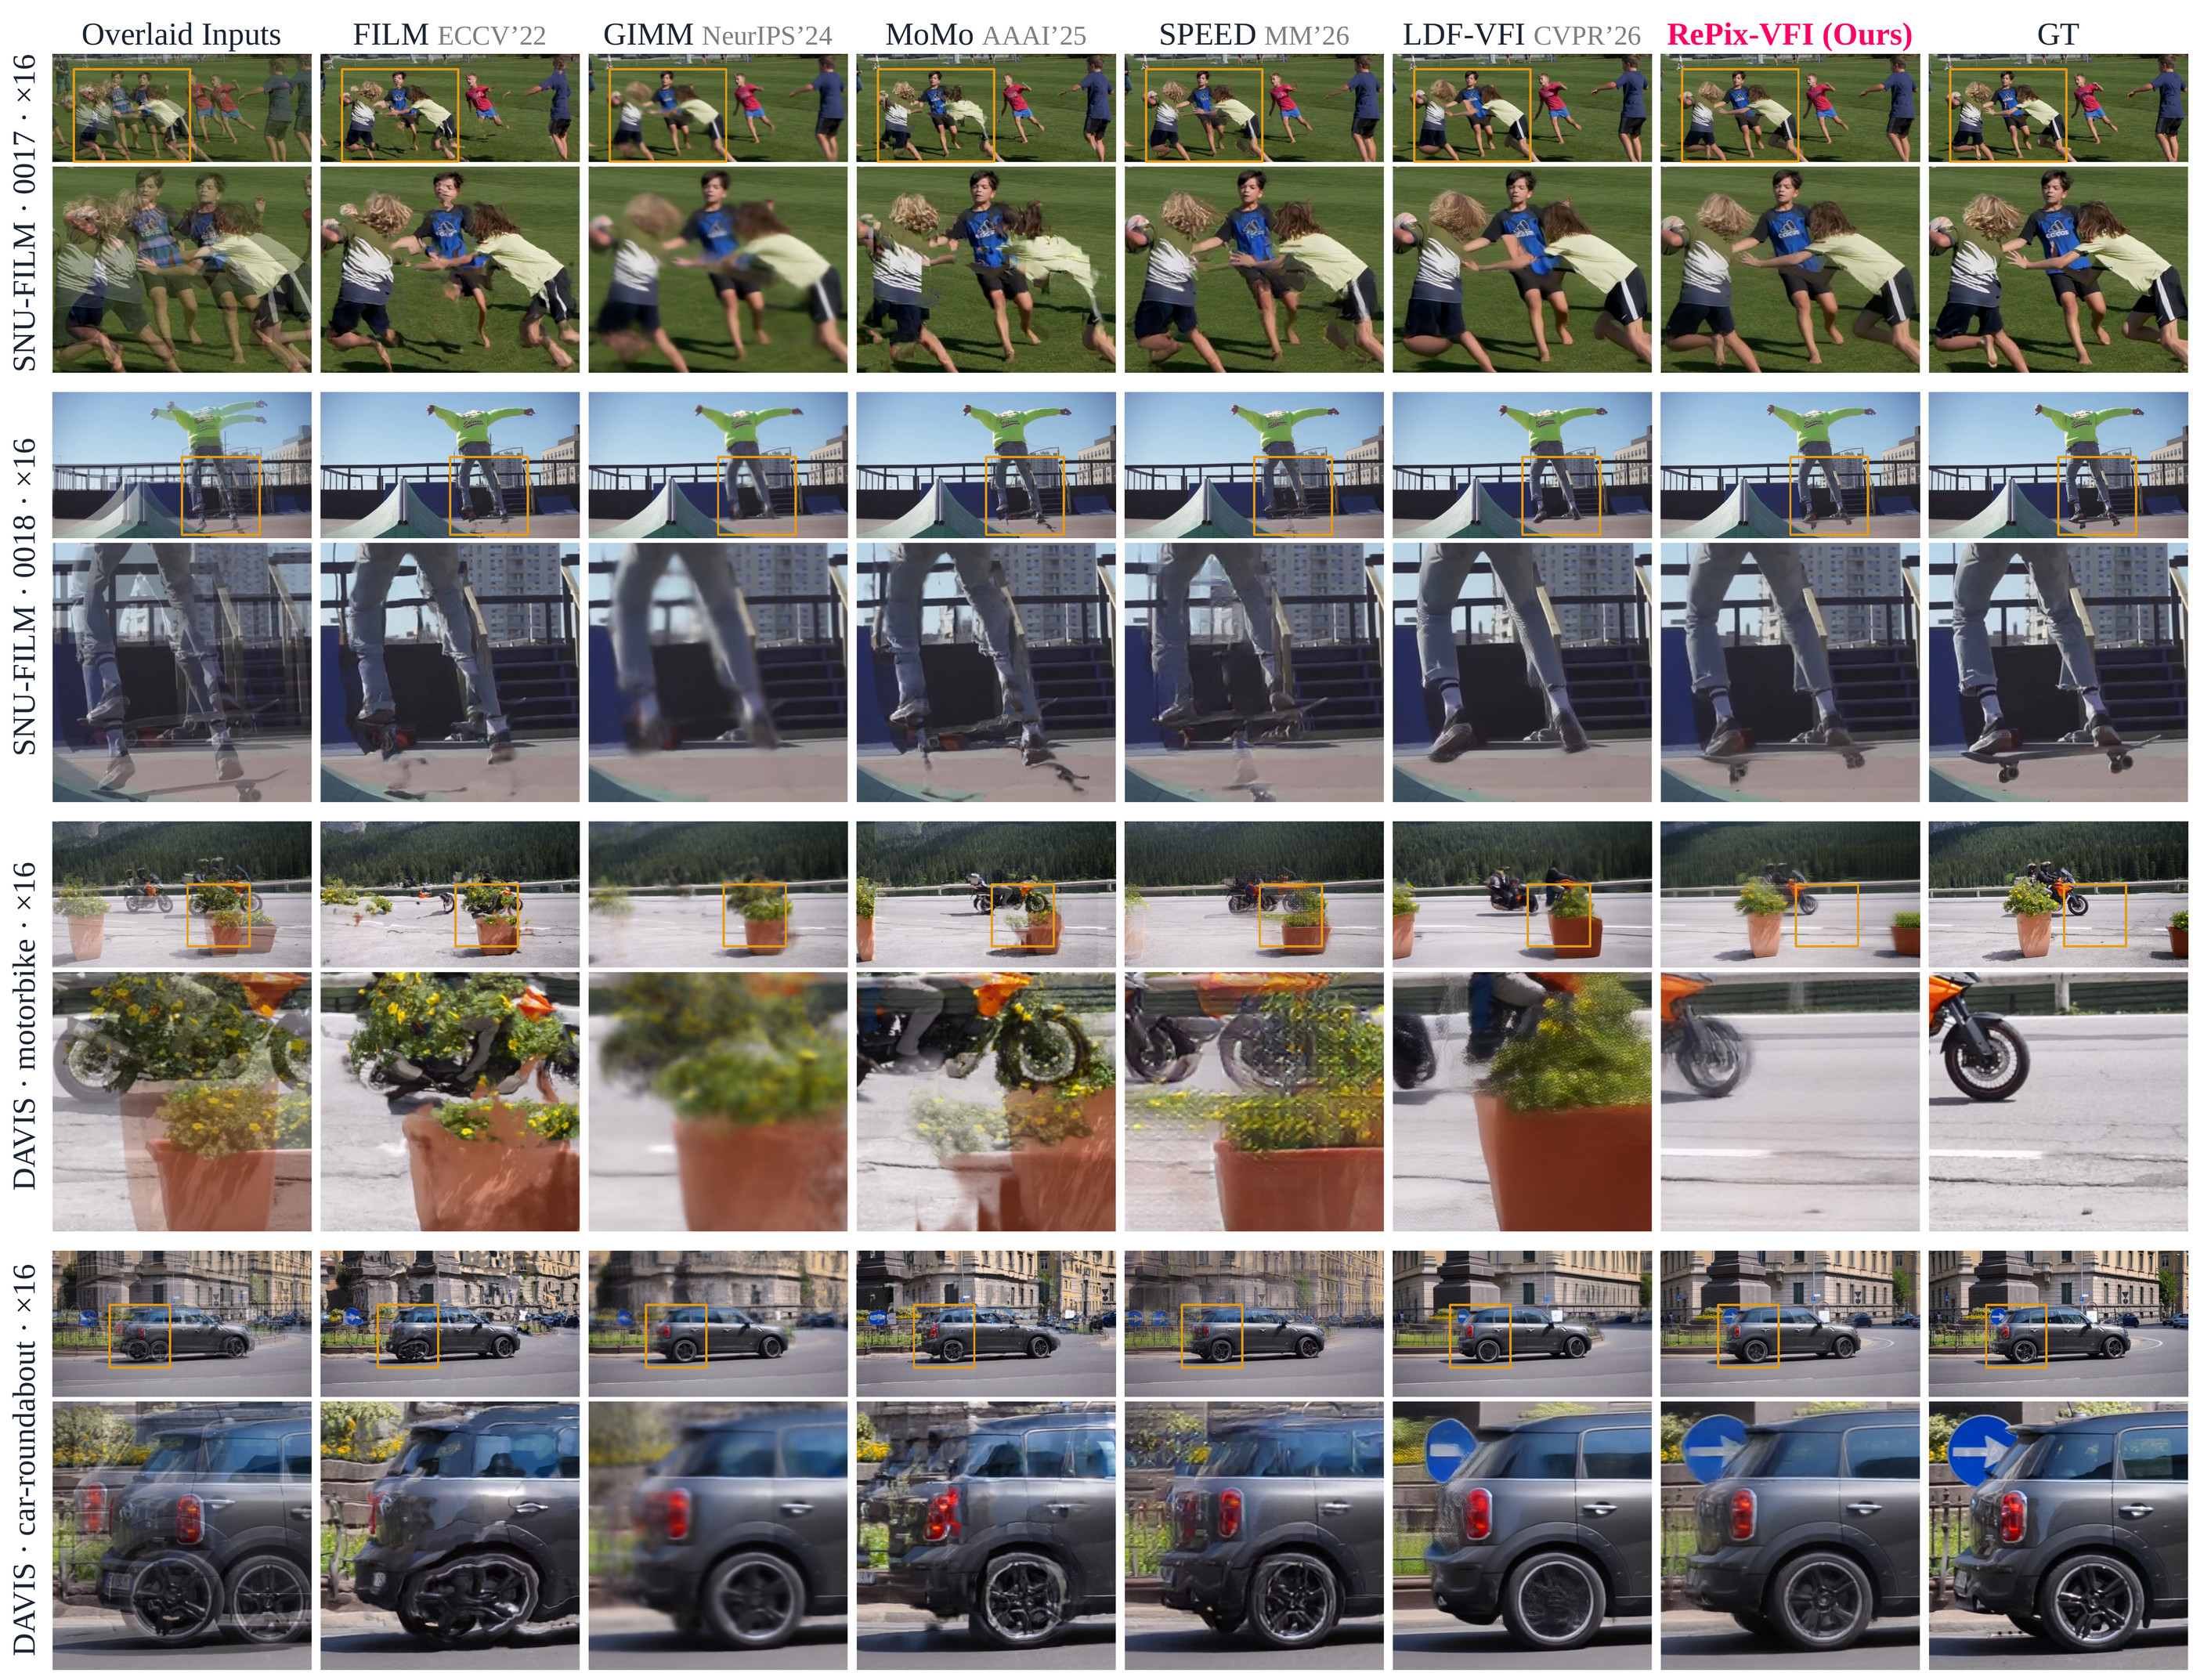 Overlaid Inputs
FILM ECCV’22
GIMM NeurIPS’24
MoMo AAAI’25
SPEED MM’26
LDF-VFI CVPR’26
RePix-VFI (Ours)
GT
SNU-FILM · 0017 · ×16
SNU-FILM · 0018 · ×16
DAVIS · motorbike · ×16
DAVIS · car-roundabout · ×16